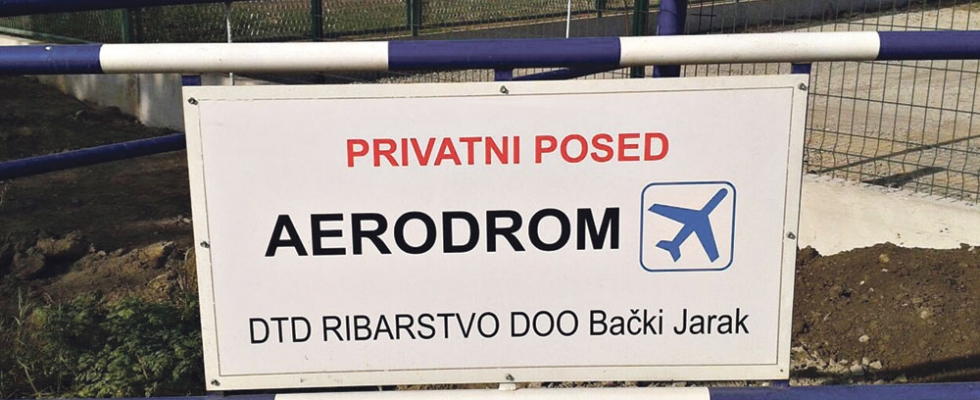 PRIVATNI POSED
AERODROM
DTD RIBARSTVO DOO Bački Jarak